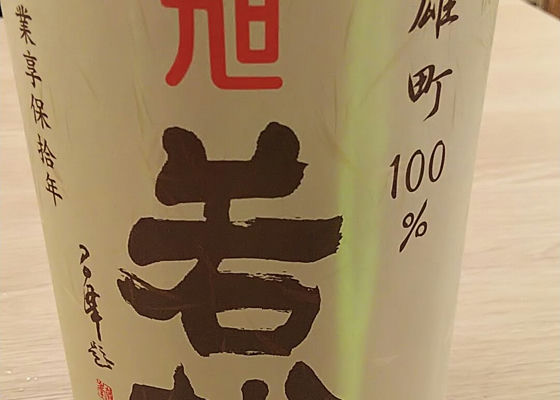 旭
若
雄町100%
業享保拾年